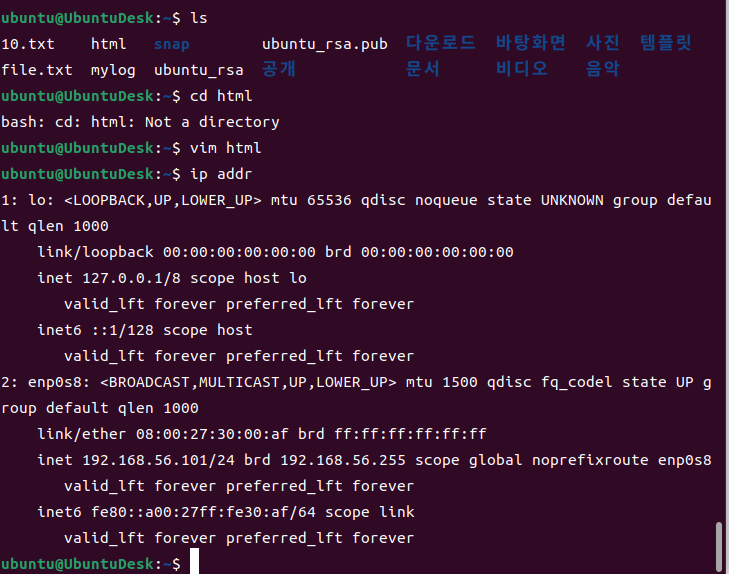 ubuntu@UbuntuDesk:~$ ls
10.txt    html   snap        ubuntu_rsa.pub  다운로드  바탕화면  사진  템플릿
file.txt  mylog  ubuntu_rsa  공개            문서      비디오    음악
ubuntu@UbuntuDesk:~$ cd html
bash: cd: html: Not a directory
ubuntu@UbuntuDesk:~$ vim html
ubuntu@UbuntuDesk:~$ ip addr
1: lo: <LOOPBACK,UP,LOWER_UP> mtu 65536 qdisc noqueue state UNKNOWN group defau
lt qlen 1000
    link/loopback 00:00:00:00:00:00 brd 00:00:00:00:00:00
    inet 127.0.0.1/8 scope host lo
       valid_lft forever preferred_lft forever
    inet6 ::1/128 scope host
       valid_lft forever preferred_lft forever
2: enp0s8: <BROADCAST,MULTICAST,UP,LOWER_UP> mtu 1500 qdisc fq_codel state UP g
roup default qlen 1000
    link/ether 08:00:27:30:00:af brd ff:ff:ff:ff:ff:ff
    inet 192.168.56.101/24 brd 192.168.56.255 scope global noprefixroute enp0s8
       valid_lft forever preferred_lft forever
    inet6 fe80::a00:27ff:fe30:af/64 scope link
       valid_lft forever preferred_lft forever
ubuntu@UbuntuDesk:~$